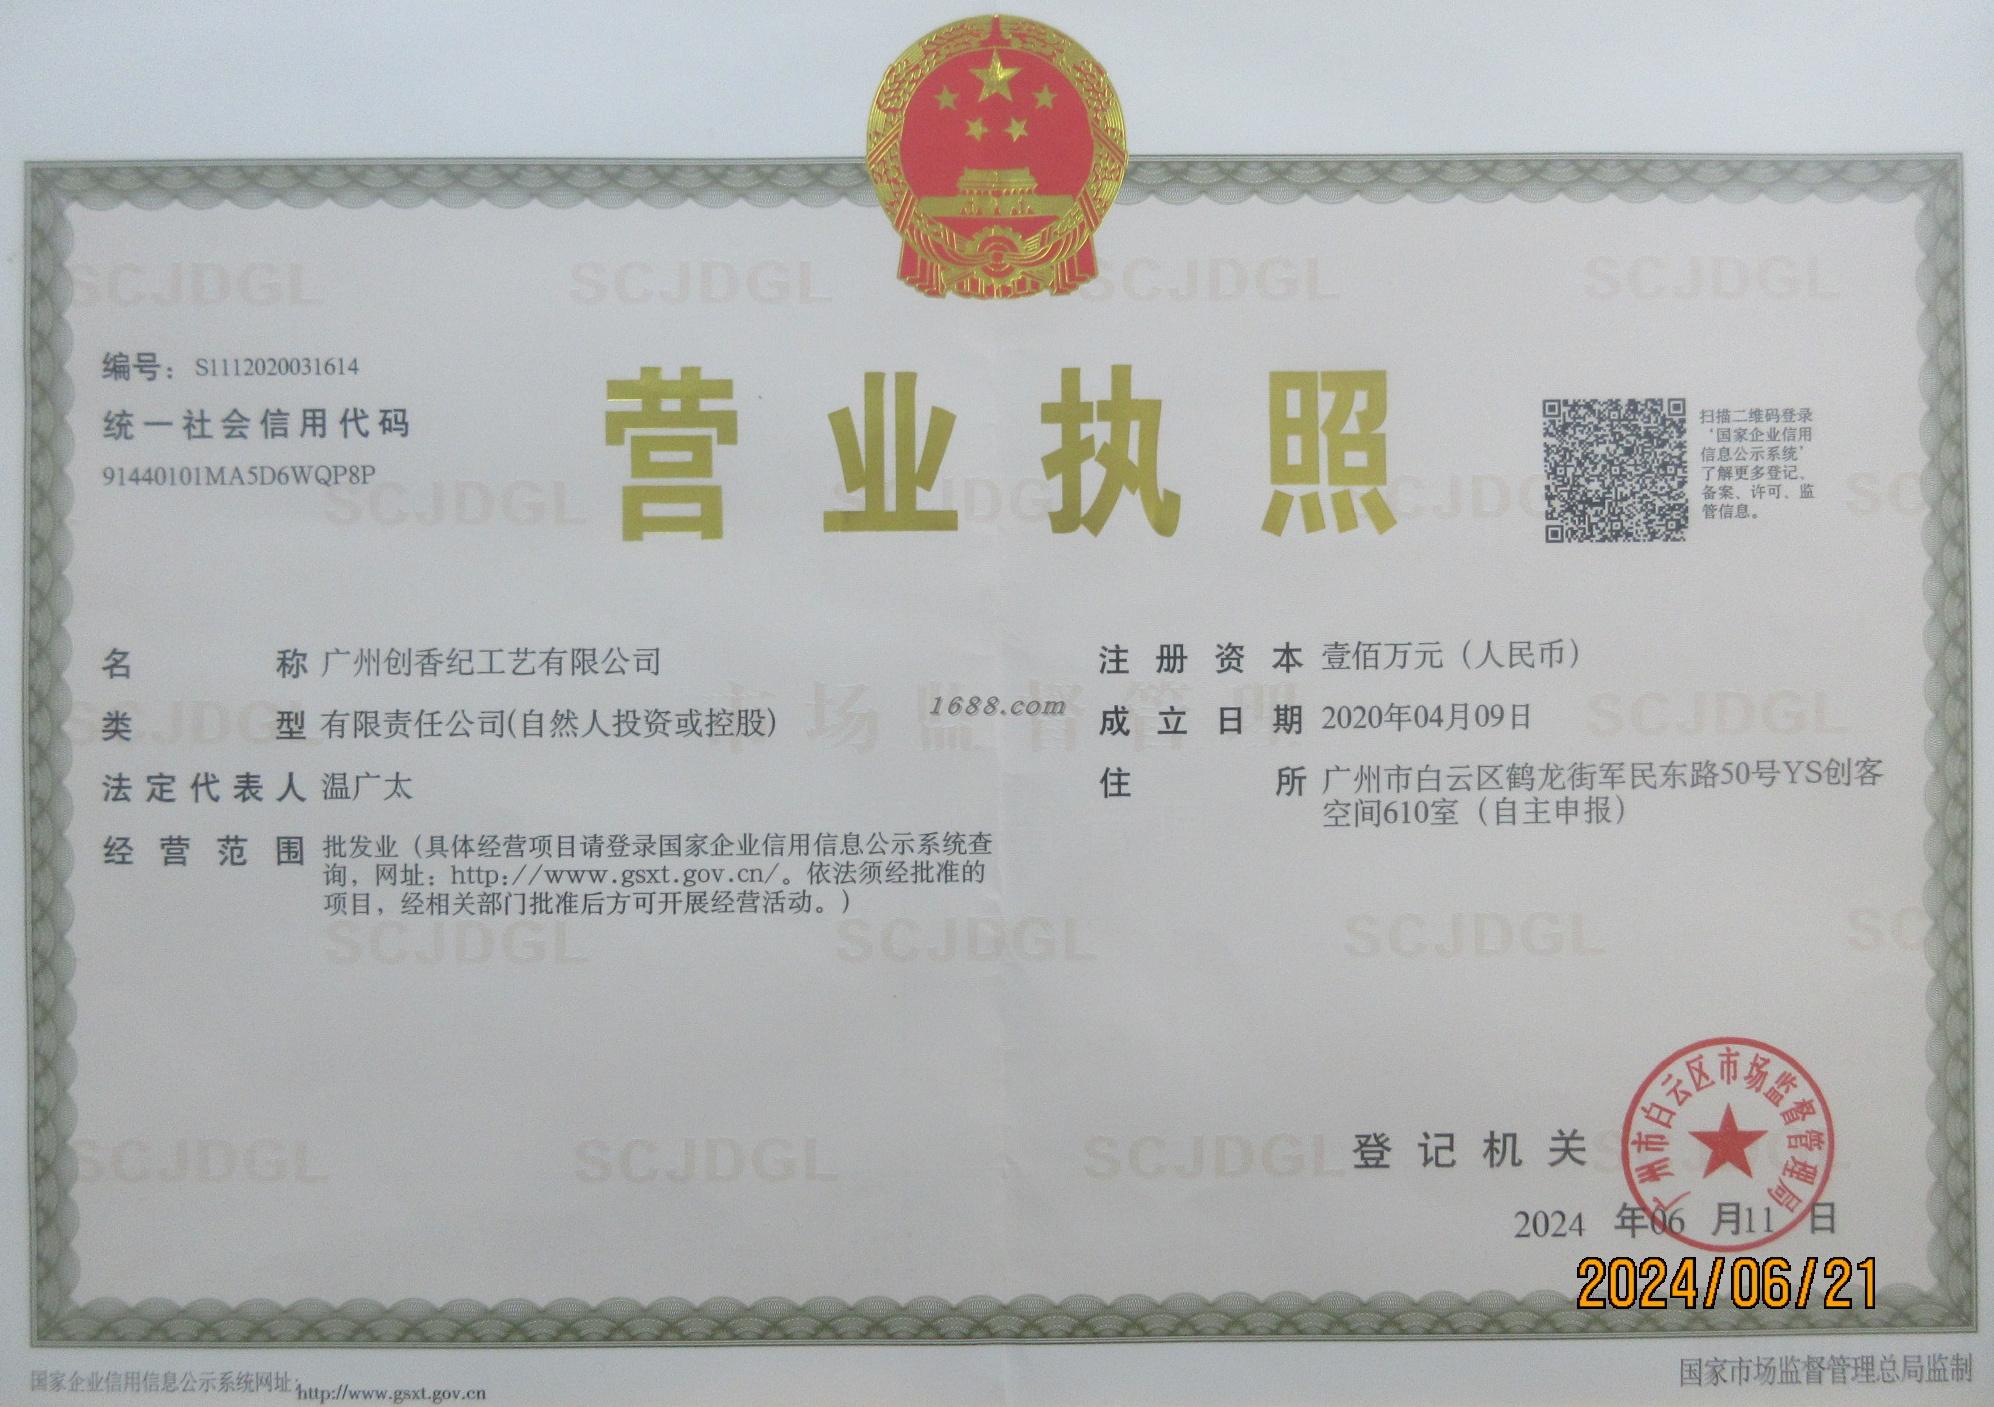 编号： S1112020031614
统一社会信用代码
91440101MA5D6WQP8P
营业执照
扫描二维码登录
‘国家企业信用
信息公示系统’
了解更多登记、
备案、许可、监
管信息。
名称 广州创香纪工艺有限公司
类型 有限责任公司(自然人投资或控股)
法定代表人 温广太
经营范围 批发业（具体经营项目请登录国家企业信用信息公示系统查
询，网址：http://www.gsxt.gov.cn/。依法须经批准的
项目，经相关部门批准后方可开展经营活动。）
注册资本 壹佰万元（人民币）
成立日期 2020年04月09日
住所 广州市白云区鹤龙街军民东路50号YS创客
空间610室（自主申报）
1688.com
市场监督管理
SCJDGL
SCJDGL
SCJDGL
SCJDGL
登记机关
广州市白云区市场监督管理局
2024 年06 月11 日
2024/06/21
国家企业信用信息公示系统网址：http://www.gsxt.gov.cn
国家市场监督管理总局监制